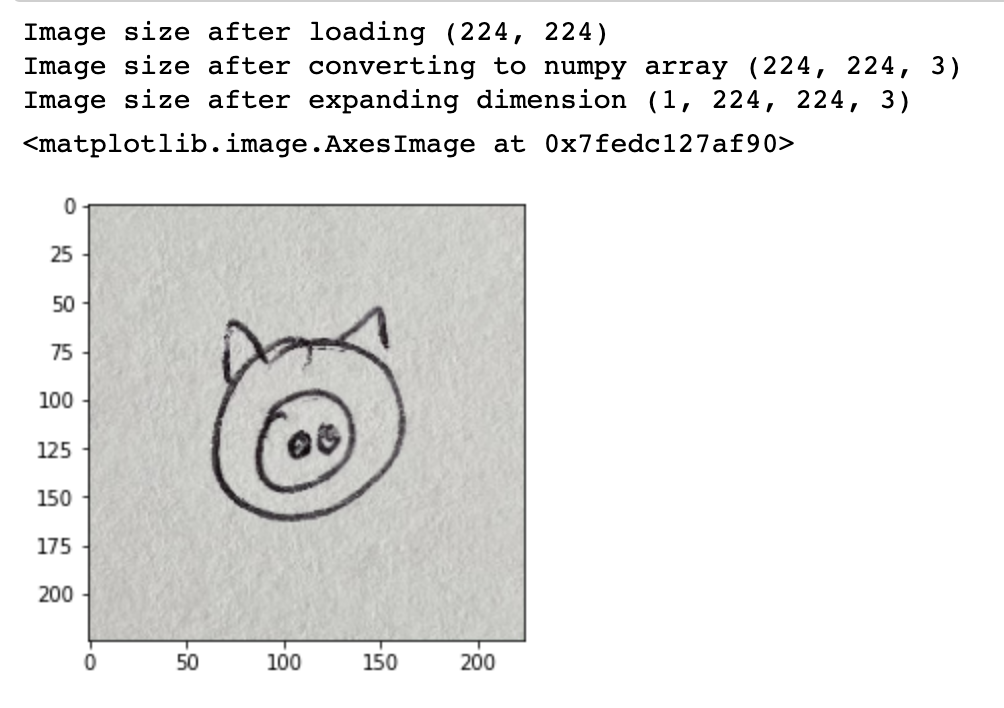 Image size after loading (224, 224)
Image size after converting to numpy array (224, 224, 3)
Image size after expanding dimension (1, 224, 224, 3)
<matplotlib.image.AxesImage at 0x7fedc127af90>
0
25
50
75
100
125
150
175
200
0 50 100 150 200